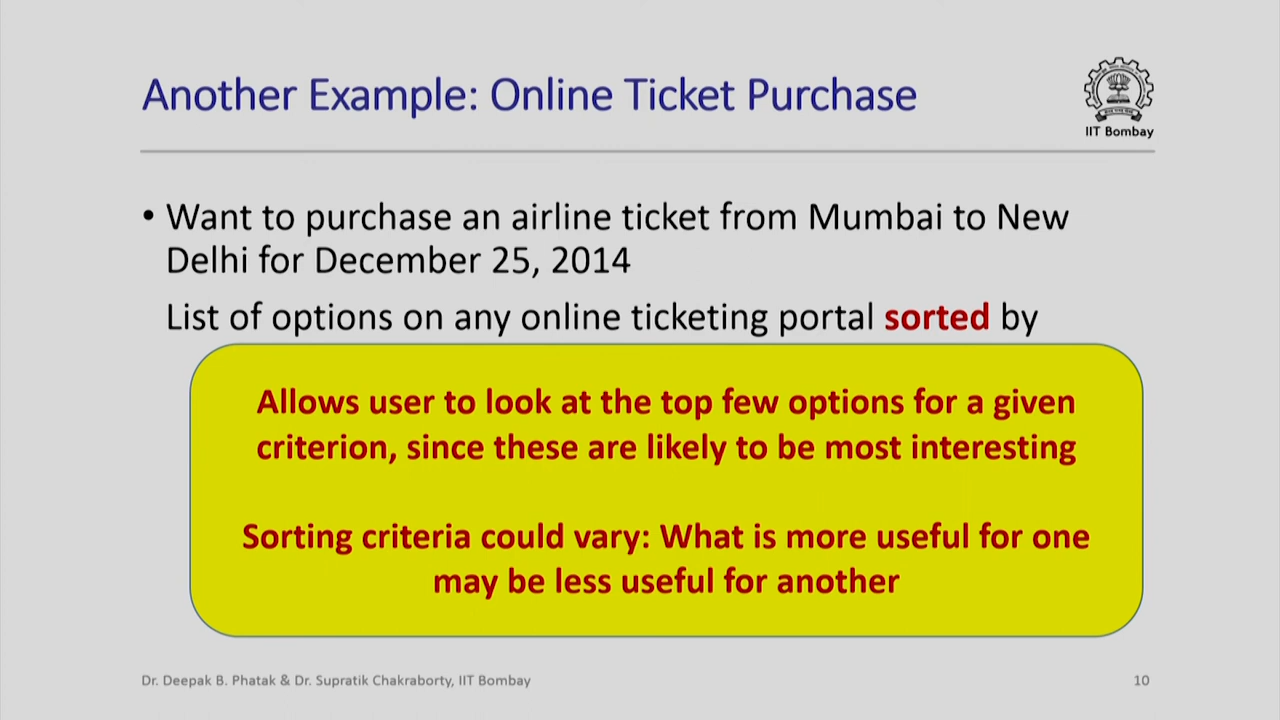 Another Example: Online Ticket Purchase
IIT Bombay
• Want to purchase an airline ticket from Mumbai to New
Delhi for December 25, 2014
List of options on any online ticketing portal sorted by
Allows user to look at the top few options for a given
criterion, since these are likely to be most interesting
Sorting criteria could vary: What is more useful for one
may be less useful for another
Dr. Deepak B. Phatak & Dr. Supratik Chakraborty, IIT Bombay
10